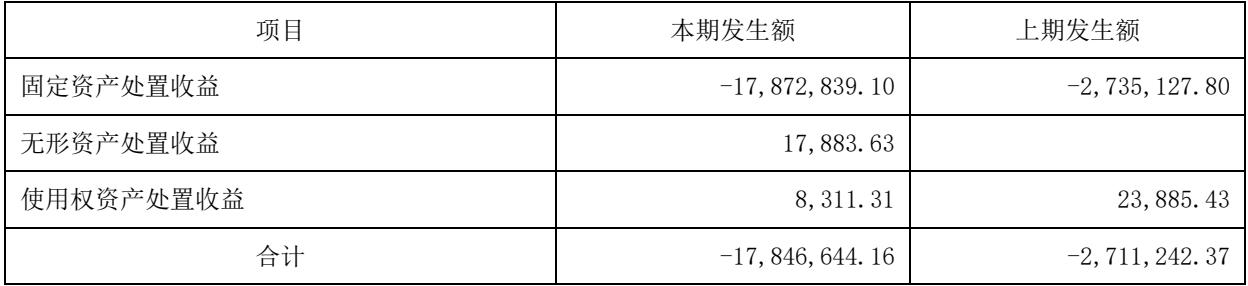 项目 本期发生额 上期发生额
固定资产处置收益 -17,872,839.10 -2,735,127.80
无形资产处置收益 17,883.63
使用权资产处置收益 8,311.31 23,885.43
合计 -17,846,644.16 -2,711,242.37